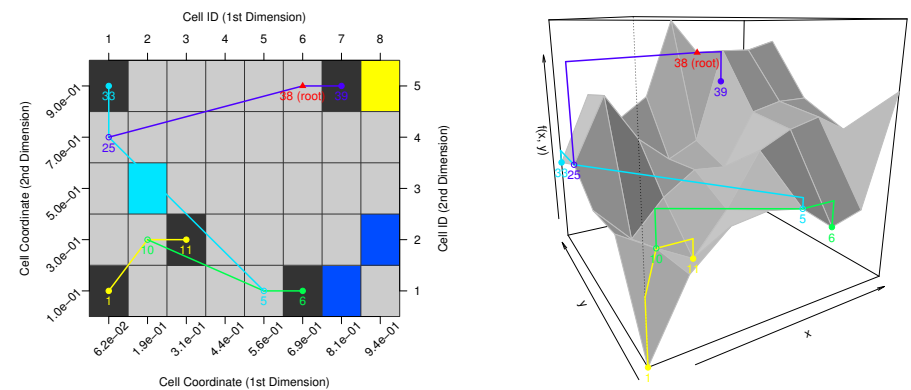 Cell ID (1st Dimension)
1 2 3 4 5 6 7 8
Cell Coordinate (2nd Dimension)
9.0e−01
7.0e−01
5.0e−01
3.0e−01
1.0e−01
5
4
3
2
1
Cell ID (2nd Dimension)
33
38 (root)
39
25
10
11
1
5
6
6.2e−02 1.9e−01 3.1e−01 4.4e−01 5.6e−01 6.9e−01 8.1e−01 9.4e−01
Cell Coordinate (1st Dimension)
f(x, y)
38 (root)
39
33
25
5
6
10
11
1
y
x